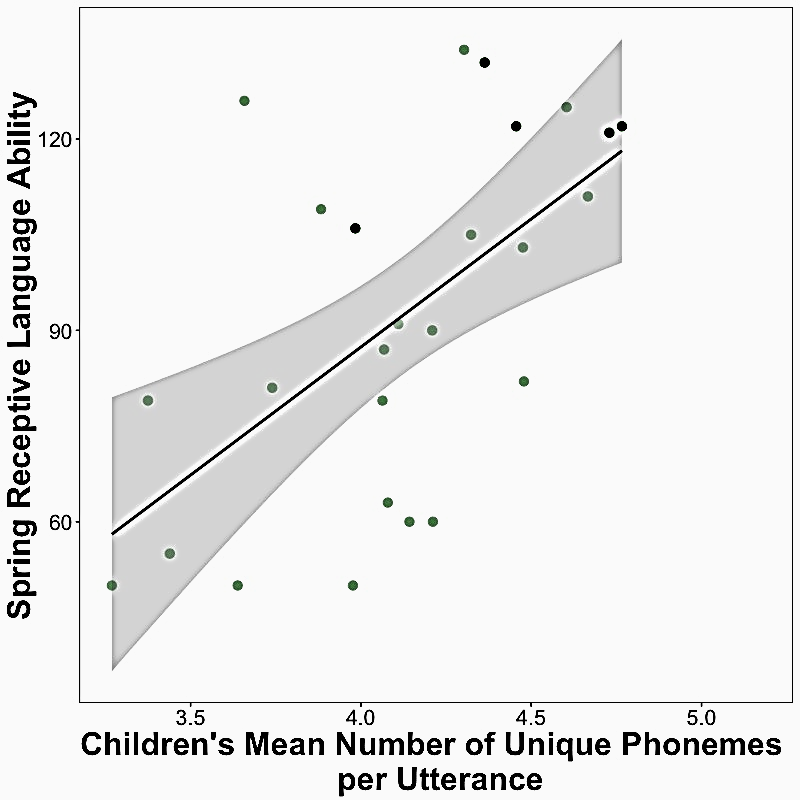 Spring Receptive Language Ability
120
90
60
3.5 4.0 4.5 5.0
Children's Mean Number of Unique Phonemes
per Utterance